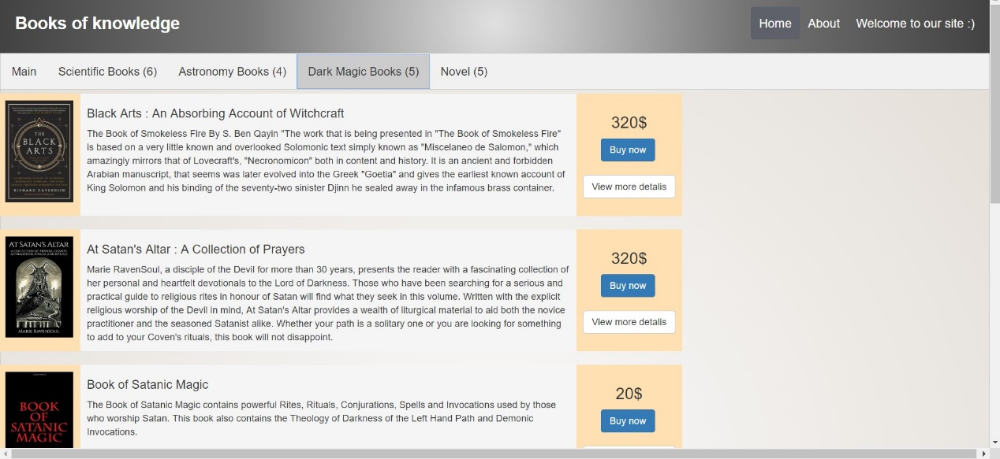 Books of knowledge
Home About Welcome to our site :)
Main Scientific Books (6) Astronomy Books (4) Dark Magic Books (5) Novel (5)
THE
BLACK
ARTS
RICHARD CAVENDISH
Black Arts : An Absorbing Account of Witchcraft
The Book of Smokeless Fire By S. Ben Qayin "The work that is being presented in "The Book of Smokeless Fire"
is based on a very little known and overlooked Solomonic text simply known as "Miscelaneo de Salomon," which
amazingly mirrors that of Lovecraft's, "Necronomicon" both in content and history. It is an ancient and forbidden
Arabian manuscript, that seems was later evolved into the Greek "Goetia" and gives the earliest known account of
King Solomon and his binding of the seventy-two sinister Djinn he sealed away in the infamous brass container.
320$
Buy now
View more detalis
AT SATAN'S ALTAR
A COLLECTION OF PRAYERS, CHANTS,
AFFIRMATIONS, HYMNS, AND RITUALS
MARIE RAVENSOUL
At Satan's Altar : A Collection of Prayers
Marie RavenSoul, a disciple of the Devil for more than 30 years, presents the reader with a fascinating collection of
her personal and heartfelt devotionals to the Lord of Darkness. Those who have been searching for a serious and
practical guide to religious rites in honour of Satan will find what they seek in this volume. Written with the explicit
religious worship of the Devil in mind, At Satan's Altar provides a wealth of liturgical material to aid both the novice
practitioner and the seasoned Satanist alike. Whether your path is a solitary one or you are looking for something
to add to your Coven's rituals, this book will not disappoint.
320$
Buy now
View more detalis
BOOK
OF
SATANIC
MAGIC
Book of Satanic Magic
The Book of Satanic Magic contains powerful Rites, Rituals, Conjurations, Spells and Invocations used by those
who worship Satan. This book also contains the Theology of Darkness of the Left Hand Path and Demonic
Invocations.
20$
Buy now